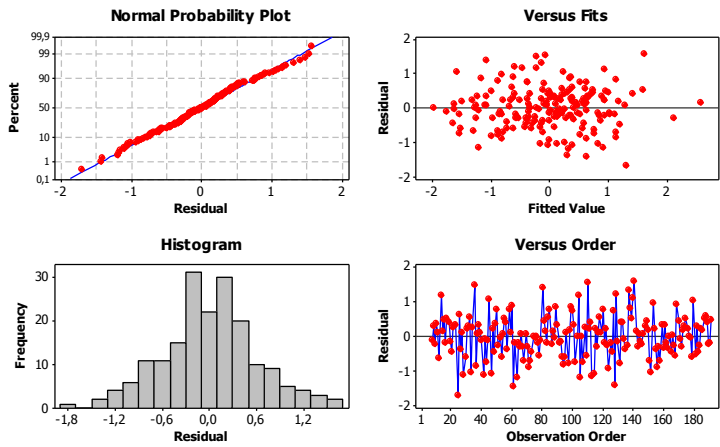 Normal Probability Plot
99,9
99
90
50
10
1
0,1
Percent
-2 -1 0 1 2
Residual
Versus Fits
2
1
0
-1
-2
Residual
-2 -1 0 1 2
Fitted Value
Histogram
30
20
10
0
Frequency
-1,8 -1,2 -0,6 0,0 0,6 1,2
Residual
Versus Order
2
1
0
-1
-2
Residual
1 20 40 60 80 100 120 140 160 180
Observation Order